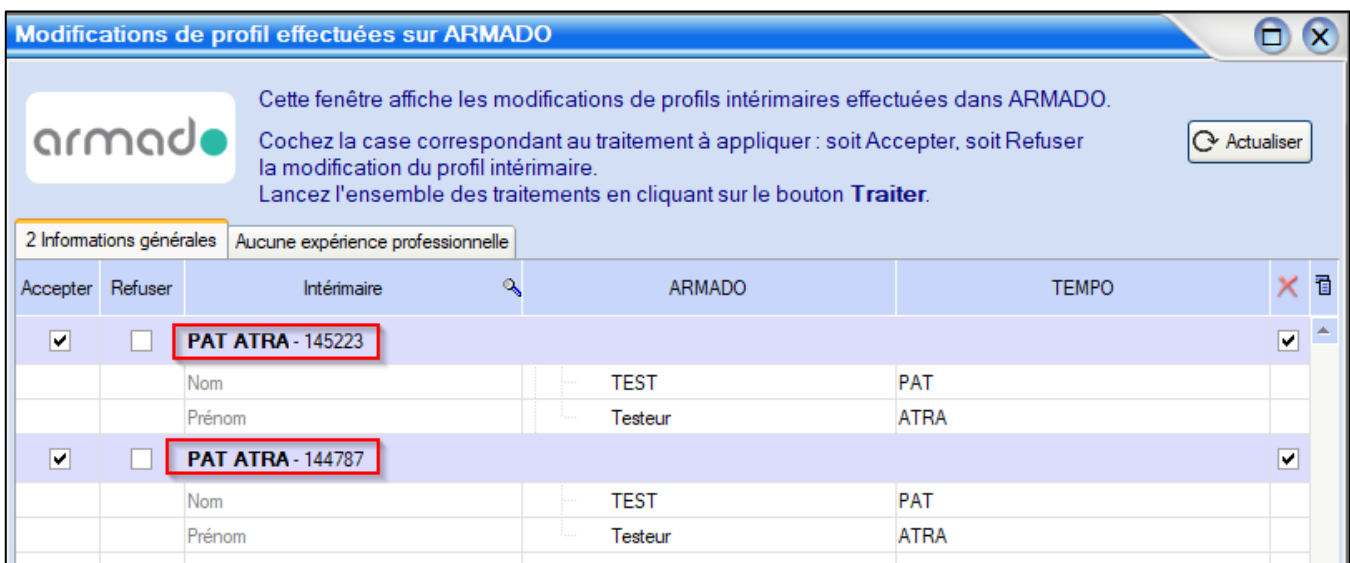 Modifications de profil effectuées sur ARMADO
armado
Cette fenêtre affiche les modifications de profils intérimaires effectuées dans ARMADO.
Cochez la case correspondant au traitement à appliquer : soit Accepter, soit Refuser
la modification du profil intérimaire.
Lancez l'ensemble des traitements en cliquant sur le bouton Traiter.
Actualiser
2 Informations générales Aucune expérience professionnelle
Accepter Refuser Intérimaire ARMADO TEMPO
PAT ATRA - 145223
Nom TEST PAT
Prénom Testeur ATRA
PAT ATRA - 144787
Nom TEST PAT
Prénom Testeur ATRA